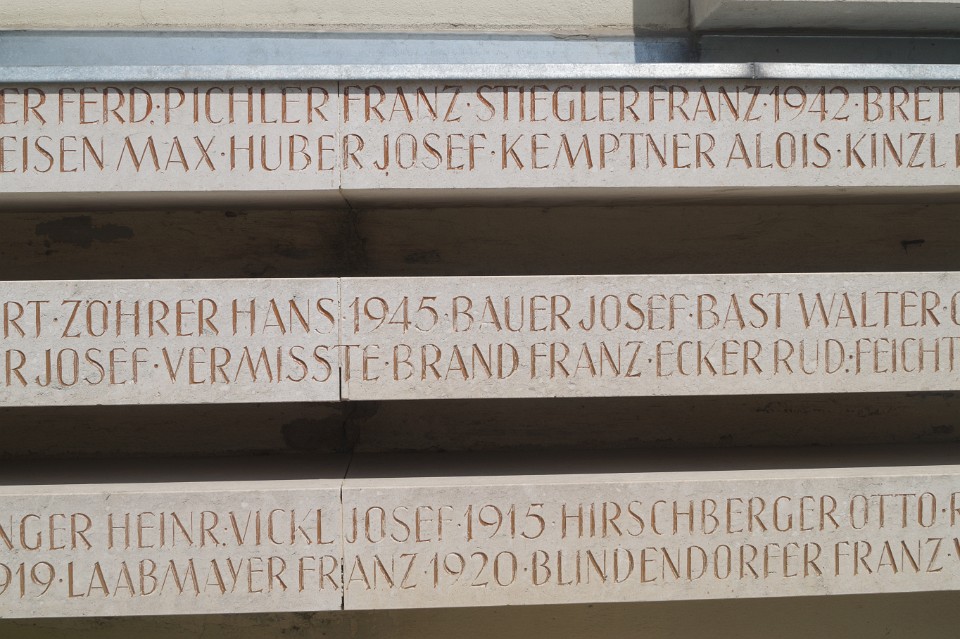 ER FERD·PICHLER FRANZ·STIEGLER FRANZ·1942·BRETT
EISEN MAX·HUBER JOSEF·KEMPTNER ALOIS·KINZL
RT·ZÖHRER HANS 1945·BAUER JOSEF·BAST WALTER·
R JOSEF·VERMISSTE·BRAND FRANZ·ECKER RUD:FEICHT
NGER HEINR·VICKL JOSEF·1915·HIRSCHBERGER OTTO·
1919·LAABMAYER FRANZ 1920·BLINDENDORFER FRANZ·